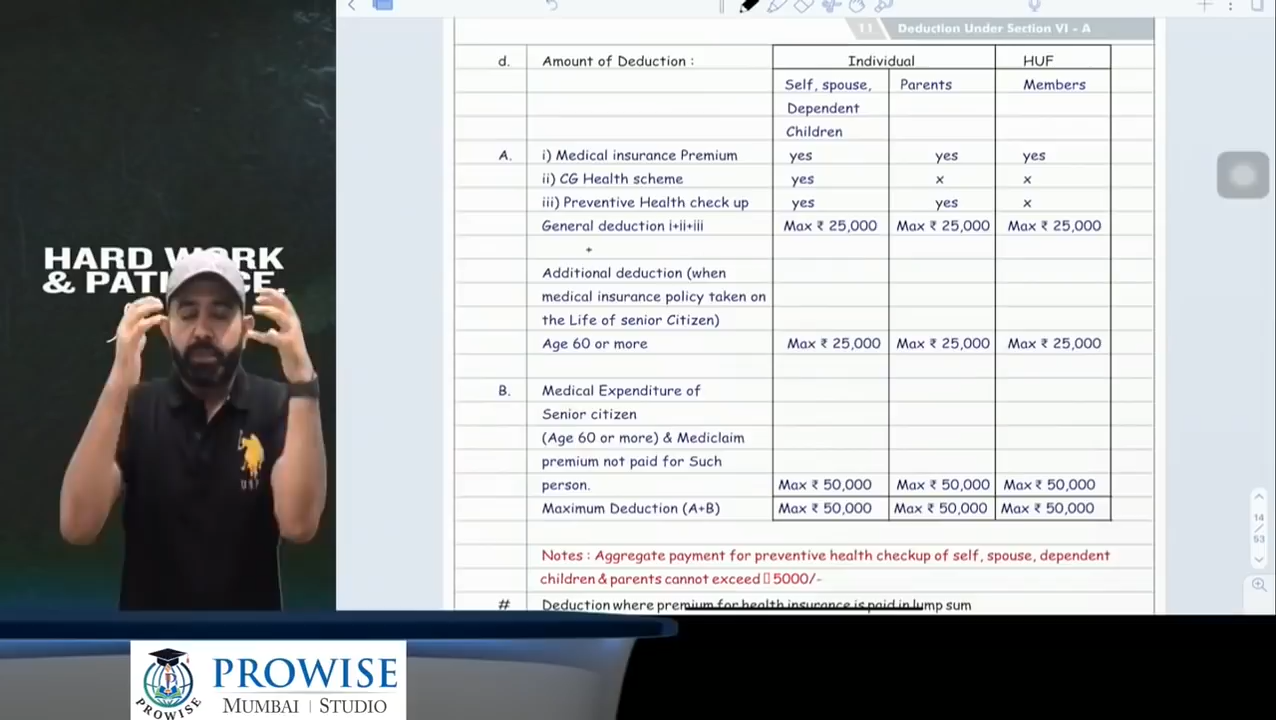 11 Deduction Under Section VI - A
d. Amount of Deduction : Individual HUF
Self, spouse, Parents Members
Dependent
Children
A. i) Medical insurance Premium yes yes yes
ii) CG Health scheme yes x x
iii) Preventive Health check up yes yes x
General deduction i+ii+iii Max ₹ 25,000 Max ₹ 25,000 Max ₹ 25,000
+
Additional deduction (when
medical insurance policy taken on
the Life of senior Citizen)
Age 60 or more Max ₹ 25,000 Max ₹ 25,000 Max ₹ 25,000
B. Medical Expenditure of
Senior citizen
(Age 60 or more) & Mediclaim
premium not paid for Such
person. Max ₹ 50,000 Max ₹ 50,000 Max ₹ 50,000
Maximum Deduction (A+B) Max ₹ 50,000 Max ₹ 50,000 Max ₹ 50,000
Notes : Aggregate payment for preventive health checkup of self, spouse, dependent
children & parents cannot exceed 5000/-
# Deduction where premium for health insurance is paid in lump sum
14
/
53
HARD WORK
& PATIENCE.
PROWISE
PROWISE
MUMBAI | STUDIO